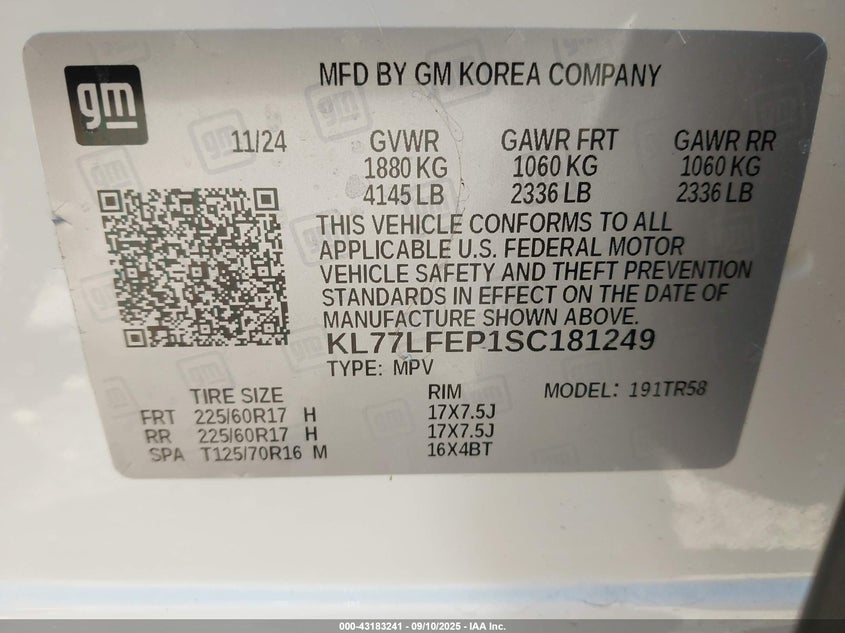 gm
MFD BY GM KOREA COMPANY
11/24 GVWR GAWR FRT GAWR RR
1880 KG 1060 KG 1060 KG
4145 LB 2336 LB 2336 LB
THIS VEHICLE CONFORMS TO ALL
APPLICABLE U.S. FEDERAL MOTOR
VEHICLE SAFETY AND THEFT PREVENTION
STANDARDS IN EFFECT ON THE DATE OF
MANUFACTURE SHOWN ABOVE.
KL77LFEP1SC181249
TYPE: MPV
TIRE SIZE RIM MODEL: 191TR58
FRT 225/60R17 H 17X7.5J
RR 225/60R17 H 17X7.5J
SPA T125/70R16 M 16X4BT
000-43183241 - 09/10/2025 - IAA Inc.